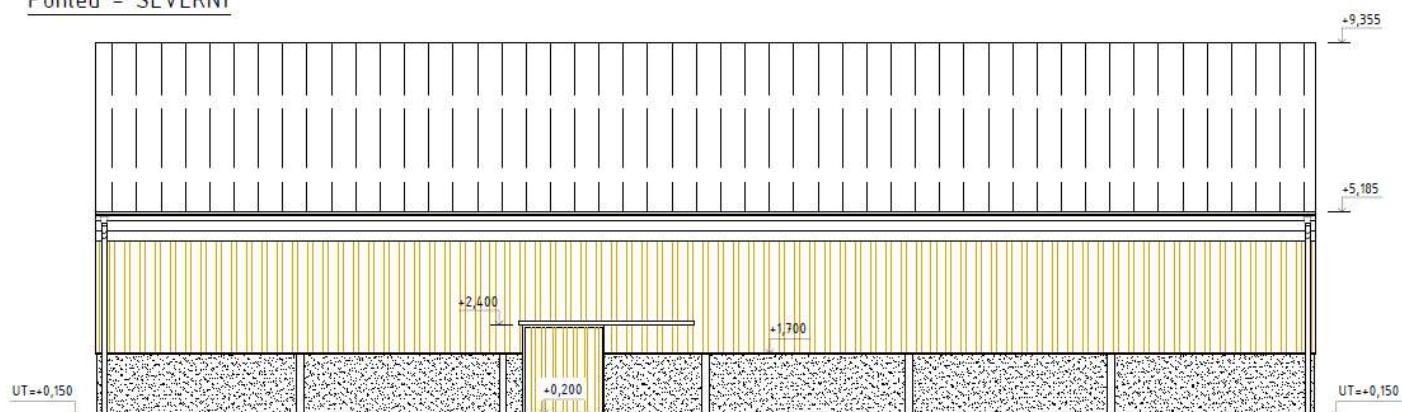 Pohled - SEVERNÍ
+9,355
+5,185
+2,400
+1,700
+0,200
UT=+0,150
UT=+0,150